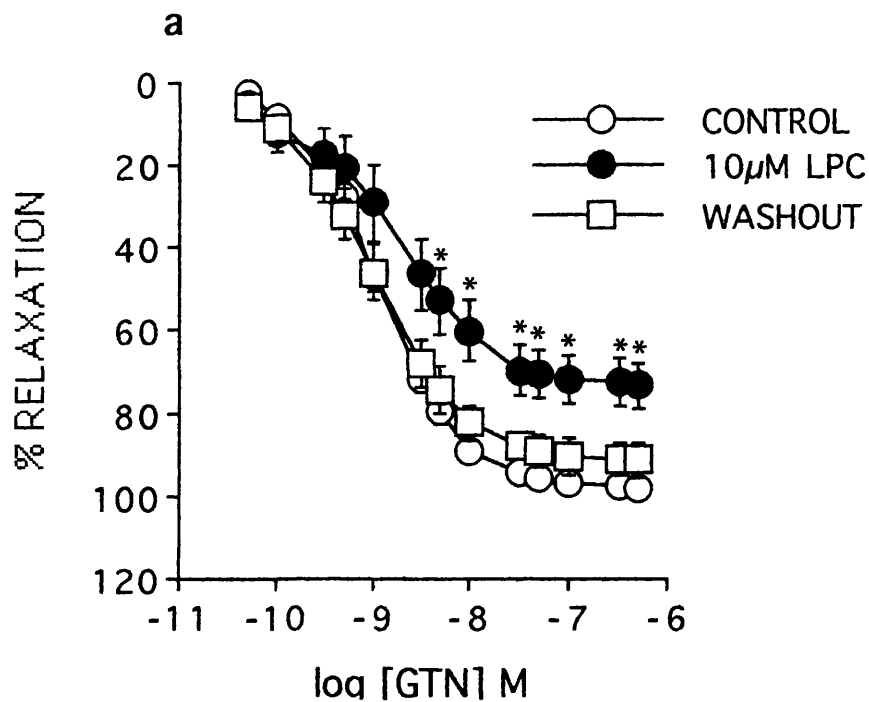 a
0
20
40
60
80
100
120
% RELAXATION
-11 -10 -9 -8 -7 -6
log [GTN] M
CONTROL
10µM LPC
WASHOUT
* * * * * * *